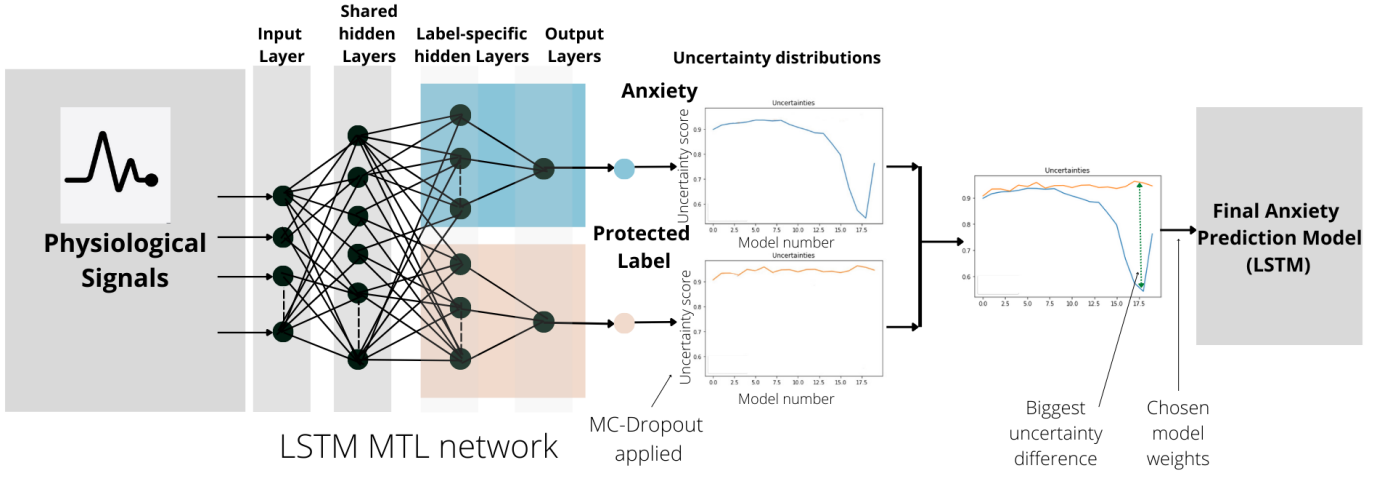 Input
Layer
Shared
hidden
Layers
Label-specific
hidden Layers
Output
Layers
Uncertainty distributions
Physiological
Signals
Anxiety
Uncertainties
Uncertainty score
0.9
0.8
0.7
0.6
0.0 2.5 5.0 7.5 10.0 12.5 15.0 17.5
Model number
Protected
Label
Uncertainties
Uncertainty score
0.9
0.8
0.7
0.6
0.0 2.5 5.0 7.5 10.0 12.5 15.0 17.5
Model number
MC-Dropout
applied
LSTM MTL network
Uncertainties
0.9
0.8
0.7
0.6
0.0 2.5 5.0 7.5 10.0 12.5 15.0 17.5
Biggest
uncertainty
difference
Chosen
model
weights
Final Anxiety
Prediction Model
(LSTM)